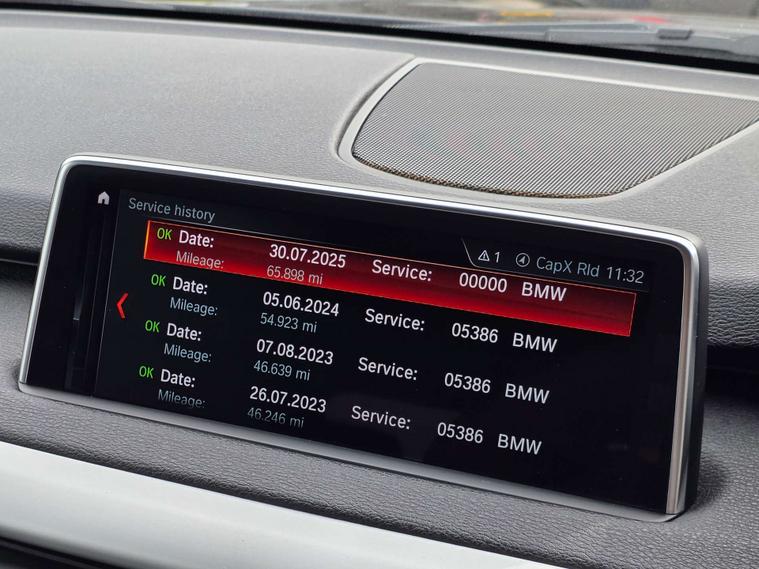 Service history
⚠ 1 ④ CapX Rld 11:32
OK Date: 30.07.2025 Service: 00000 BMW
Mileage: 65.898 mi
OK Date: 05.06.2024 Service: 05386 BMW
Mileage: 54.923 mi
OK Date: 07.08.2023 Service: 05386 BMW
Mileage: 46.639 mi
OK Date: 26.07.2023 Service: 05386 BMW
Mileage: 46.246 mi